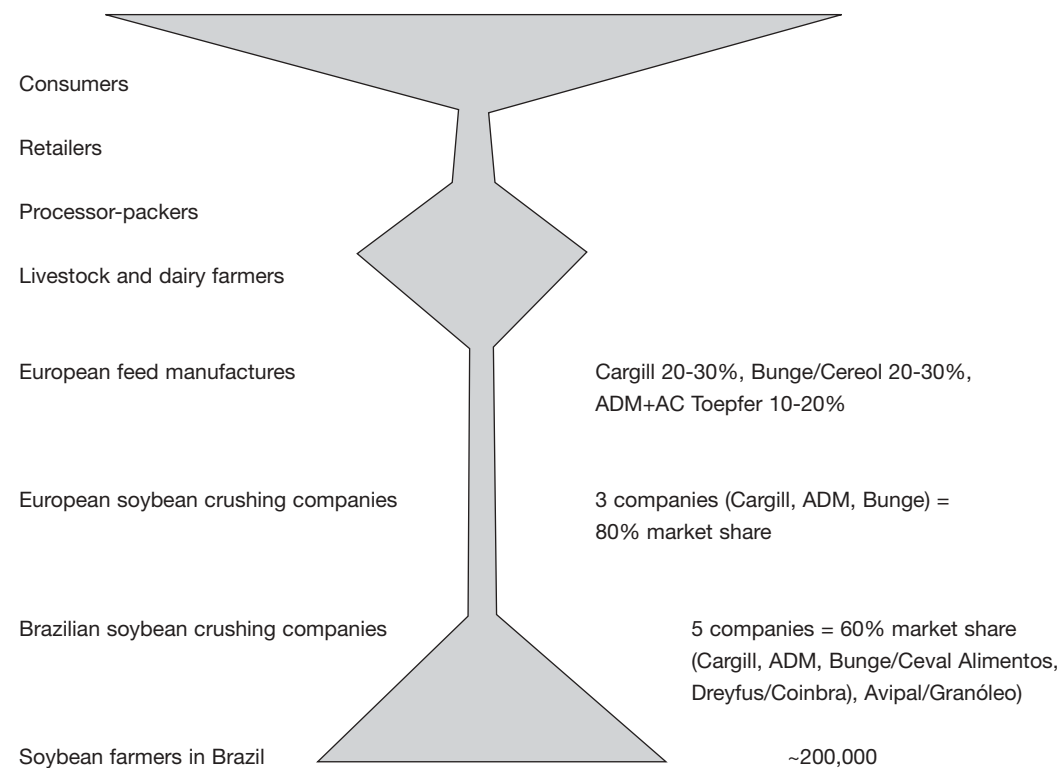 Consumers
Retailers
Processor-packers
Livestock and dairy farmers
European feed manufactures
Cargill 20-30%, Bunge/Cereol 20-30%,
ADM+AC Toepfer 10-20%
European soybean crushing companies
3 companies (Cargill, ADM, Bunge) =
80% market share
Brazilian soybean crushing companies
5 companies = 60% market share
(Cargill, ADM, Bunge/Ceval Alimentos,
Dreyfus/Coinbra), Avipal/Granóleo)
Soybean farmers in Brazil
~200,000